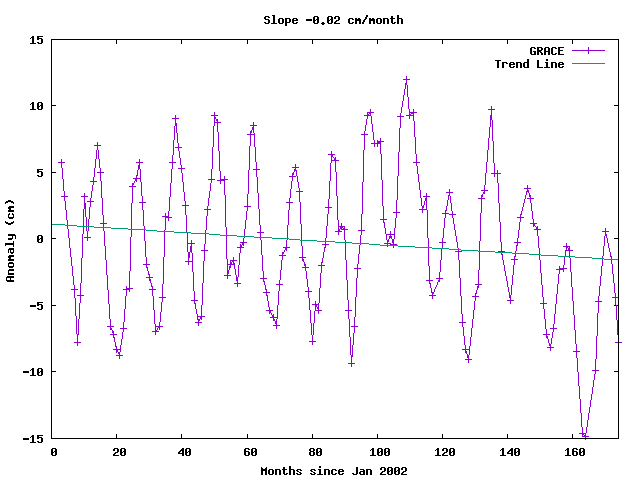 Slope -0.02 cm/month
GRACE
Trend Line
15
10
5
0
-5
-10
-15
Anomaly (cm)
0 20 40 60 80 100 120 140 160
Months since Jan 2002